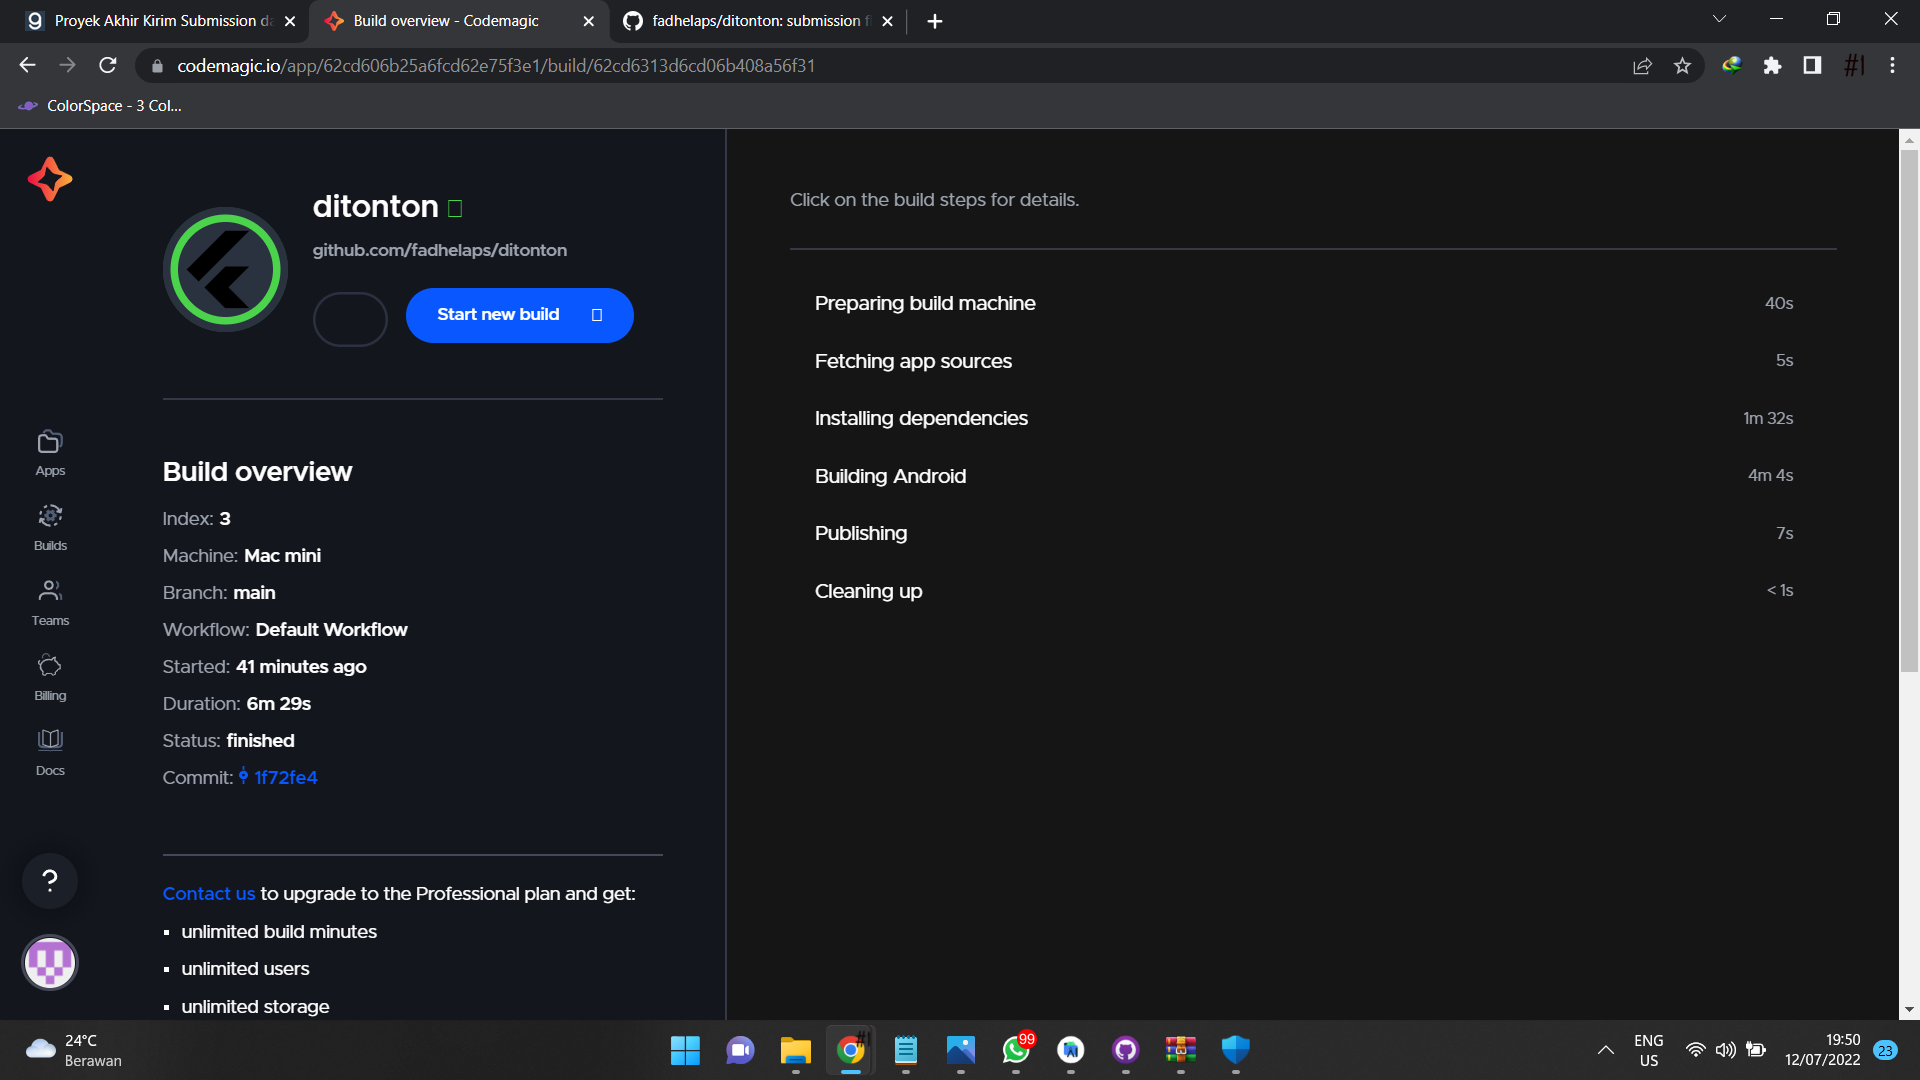 Proyek Akhir Kirim Submission da
Build overview - Codemagic
fadhelaps/ditonton: submission f
codemagic.io/app/62cd606b25a6fcd62e75f3e1/build/62cd6313d6cd06b408a56f31
ColorSpace - 3 Col...
ditonton
github.com/fadhelaps/ditonton
Start new build
Apps
Builds
Teams
Billing
Docs
Build overview
Index: 3
Machine: Mac mini
Branch: main
Workflow: Default Workflow
Started: 41 minutes ago
Duration: 6m 29s
Status: finished
Commit: 1f72fe4
?
Contact us to upgrade to the Professional plan and get:
▪ unlimited build minutes
▪ unlimited users
▪ unlimited storage
Click on the build steps for details.
Preparing build machine 40s
Fetching app sources 5s
Installing dependencies 1m 32s
Building Android 4m 4s
Publishing 7s
Cleaning up < 1s
24°C
Berawan
99
ENG
US
19:50
12/07/2022
23